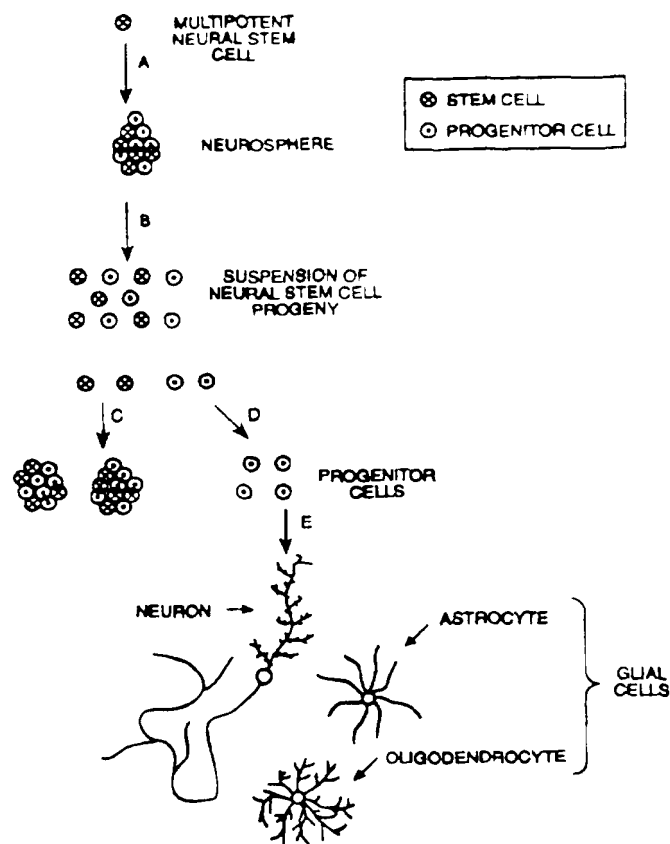 MULTIPOTENT
NEURAL STEM
CELL
A
STEM CELL
PROGENITOR CELL
NEUROSPHERE
B
SUSPENSION OF
NEURAL STEM CELL
PROGENY
C
D
PROGENITOR
CELLS
E
NEURON
ASTROCYTE
GLIAL
CELLS
OLIGODENDROCYTE